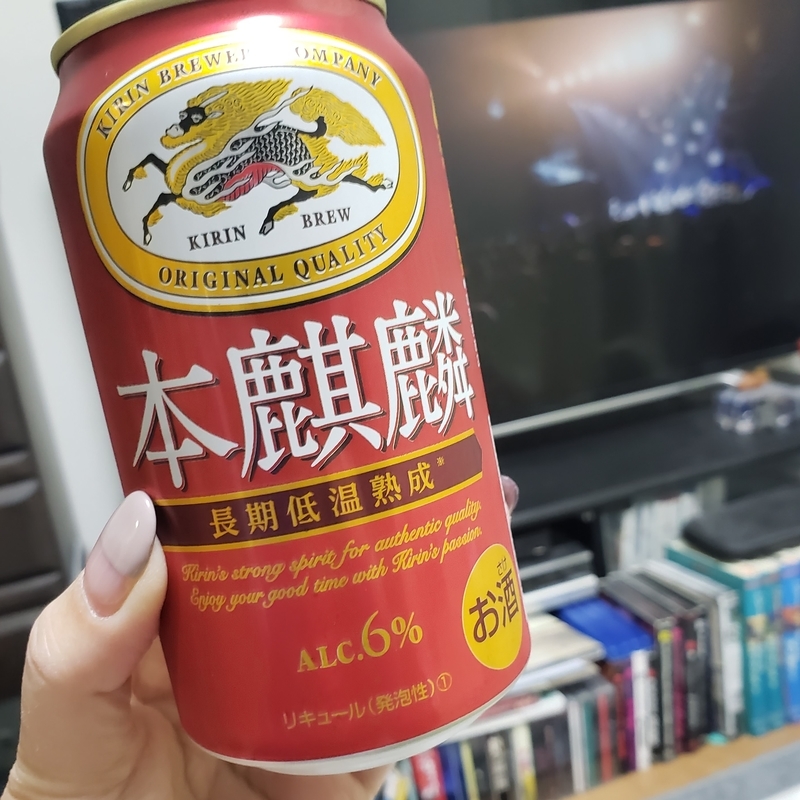 KIRIN BREWERY COMPANY
KIRIN BREW
ORIGINAL QUALITY
本麒麟
長期低温熟成※
Kirin's strong spirit for authentic quality.
Enjoy your good time with Kirin's passion.
さけ
お酒
ALC.6%
リキュール(発泡性)①